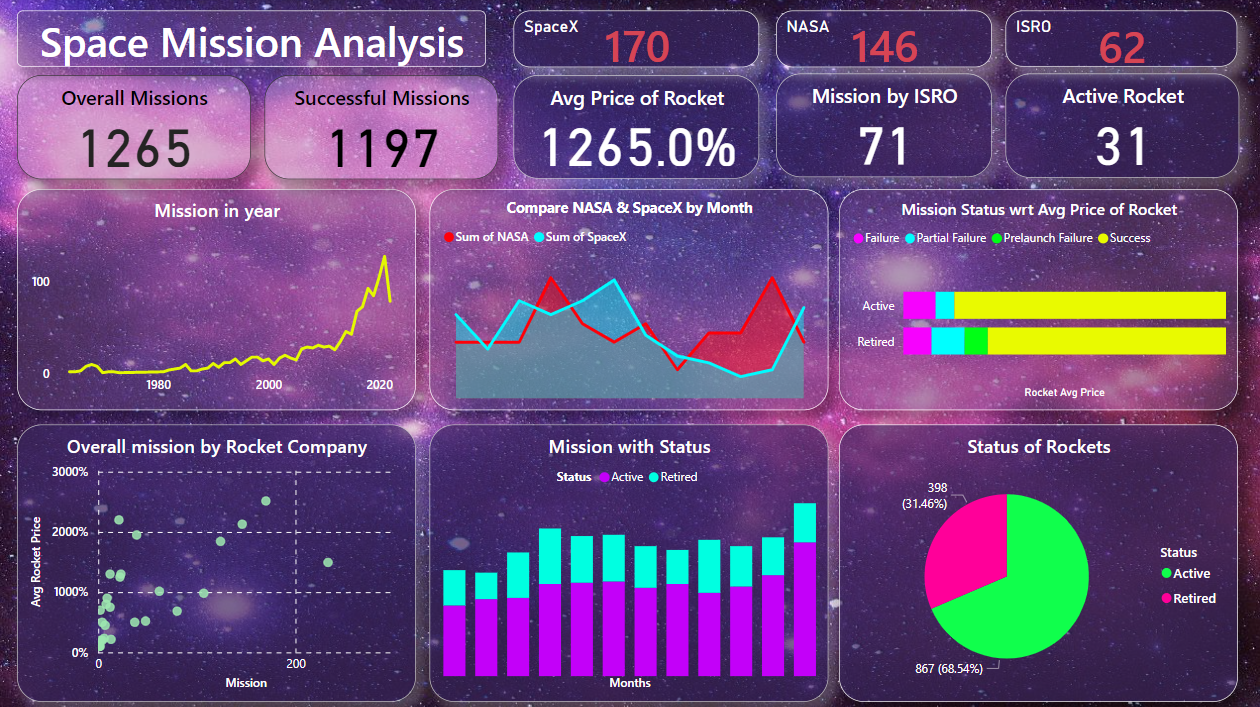 Space Mission Analysis
SpaceX
170
NASA
146
ISRO
62
Overall Missions
1265
Successful Missions
1197
Avg Price of Rocket
1265.0%
Mission by ISRO
71
Active Rocket
31
Mission in year
100
0
1980 2000 2020
Compare NASA & SpaceX by Month
Sum of NASA Sum of SpaceX
Mission Status wrt Avg Price of Rocket
Failure Partial Failure Prelaunch Failure Success
Active
Retired
Rocket Avg Price
Overall mission by Rocket Company
Avg Rocket Price
3000%
2000%
1000%
0%
0 200
Mission
Mission with Status
Status Active Retired
Months
Status of Rockets
398
(31.46%)
867 (68.54%)
Status
Active
Retired